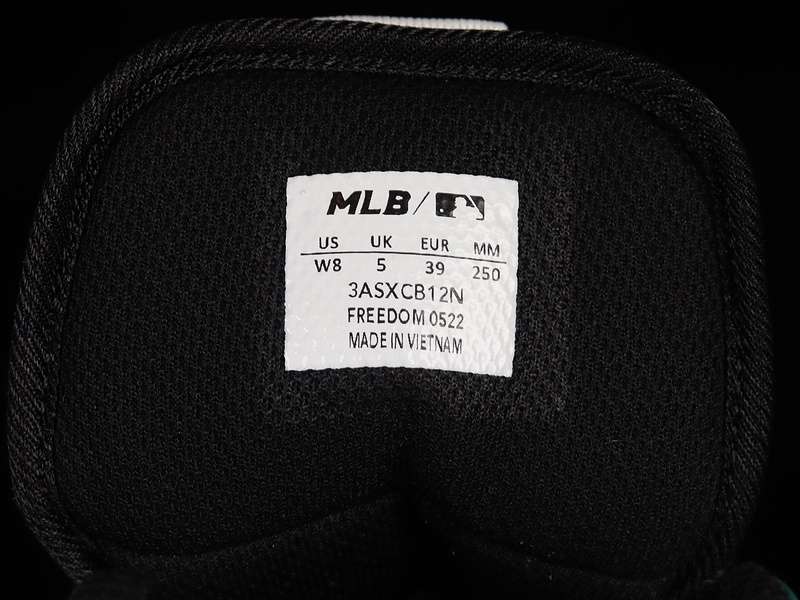 MLB/
US UK EUR MM
W8 5 39 250
3ASXCB12N
FREEDOM 0522
MADE IN VIETNAM